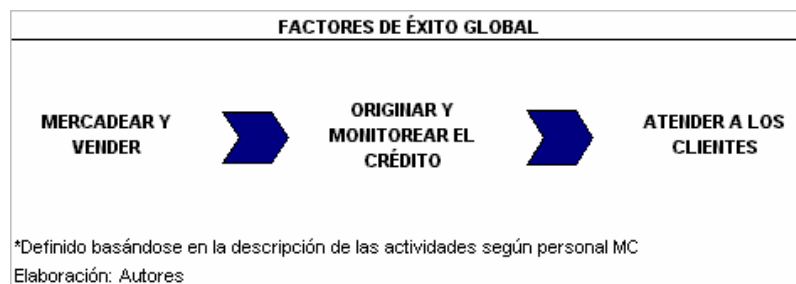 FACTORES DE ÉXITO GLOBAL
MERCADEAR Y
VENDER
ORIGINAR Y
MONITOREAR EL
CRÉDITO
ATENDER A LOS
CLIENTES
*Definido basándose en la descripción de las actividades según personal MC
Elaboración: Autores